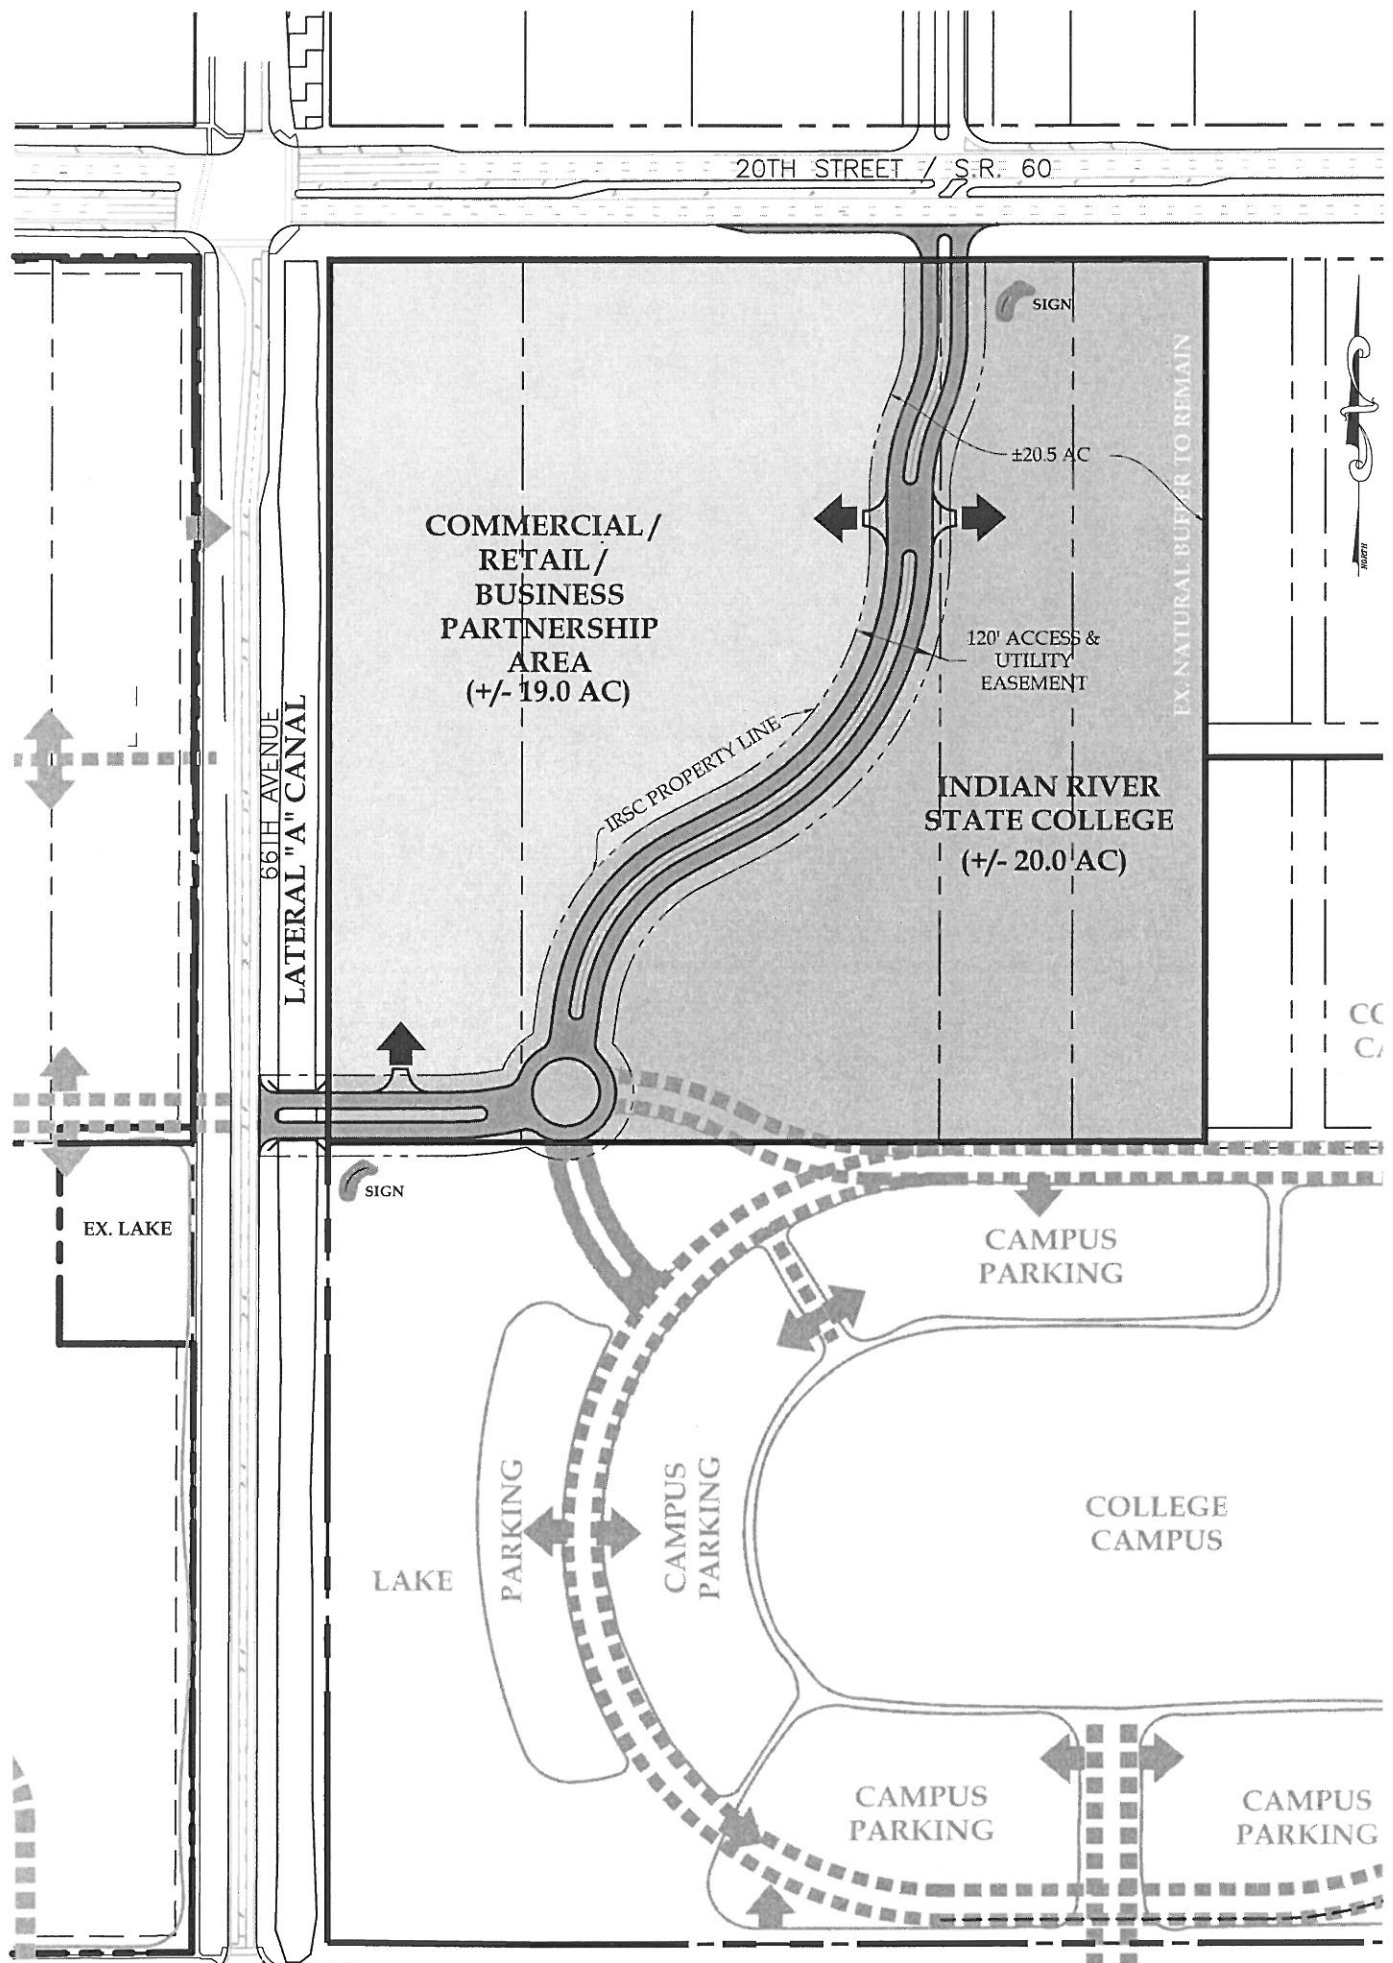 20TH STREET / S.R. 60
SIGN
EX. NATURAL BUFFER TO REMAIN
NORTH
±20.5 AC
COMMERCIAL/
RETAIL/
BUSINESS
PARTNERSHIP
AREA
(+/- 19.0 AC)
120' ACCESS &
UTILITY
EASEMENT
66TH AVENUE
LATERAL "A" CANAL
IRSC PROPERTY LINE
INDIAN RIVER
STATE COLLEGE
(+/- 20.0 AC)
SIGN
EX. LAKE
CAMPUS
PARKING
PARKING
CAMPUS
PARKING
COLLEGE
CAMPUS
LAKE
CAMPUS
PARKING
CAMPUS
PARKING